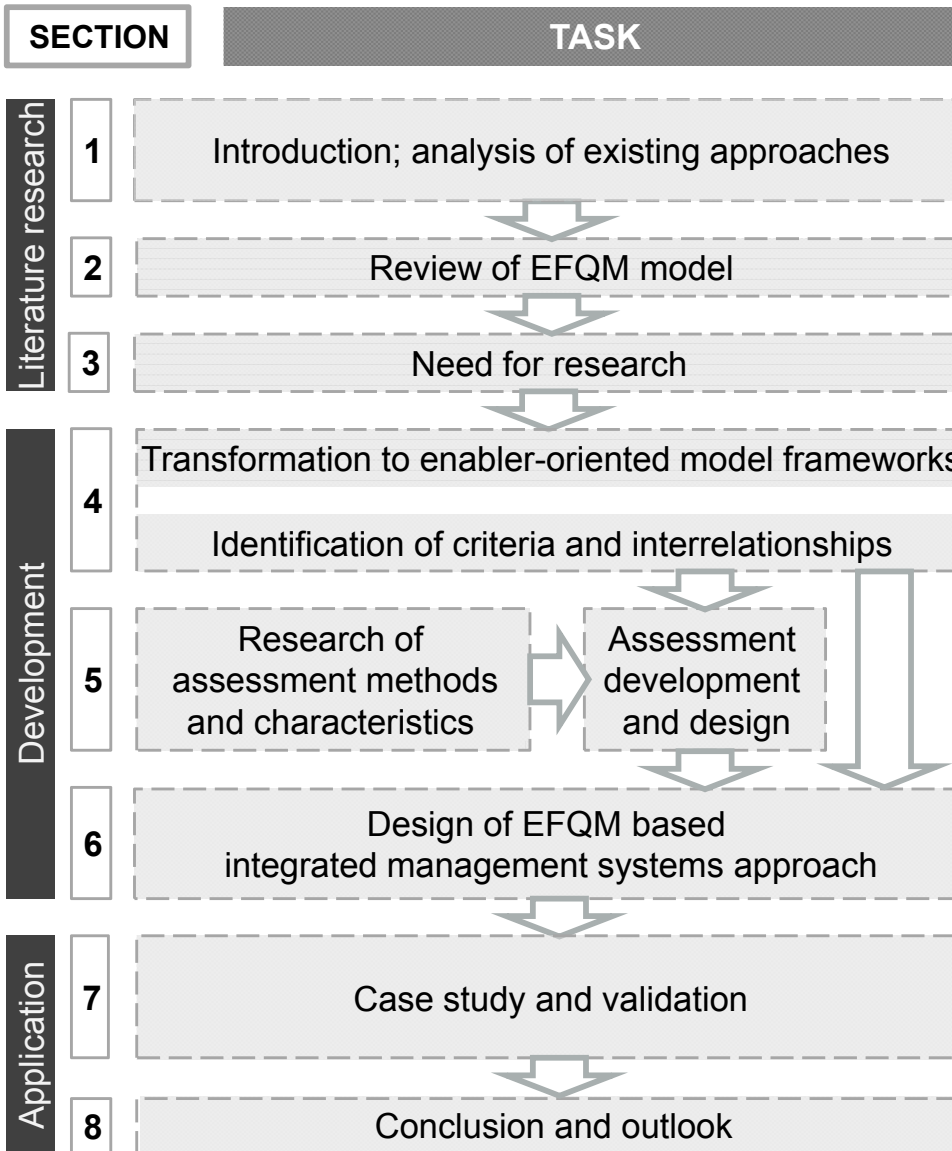 SECTION
TASK
Literature research
1
Introduction; analysis of existing approaches
2
Review of EFQM model
3
Need for research
Development
4
Transformation to enabler-oriented model frameworks
Identification of criteria and interrelationships
5
Research of
assessment methods
and characteristics
Assessment
development
and design
6
Design of EFQM based
integrated management systems approach
Application
7
Case study and validation
8
Conclusion and outlook